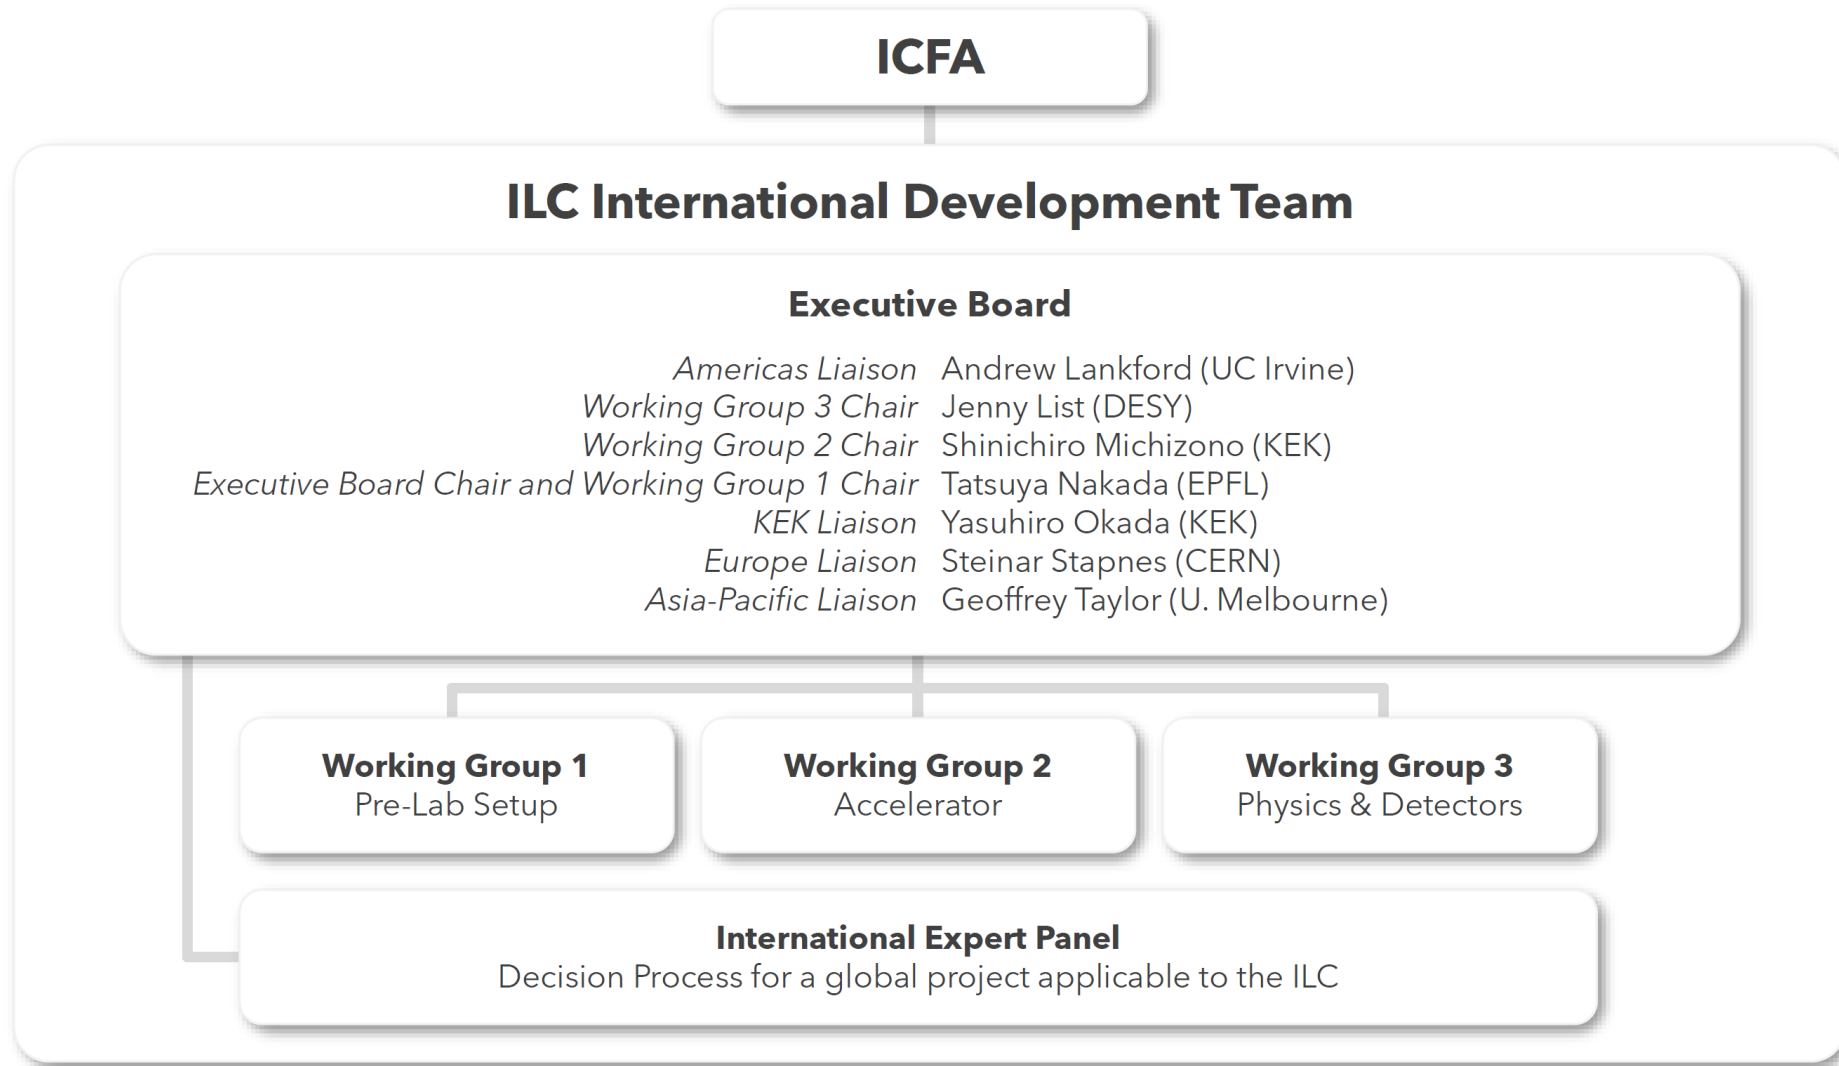 ICFA
ILC International Development Team
Executive Board
Americas Liaison Andrew Lankford (UC Irvine)
Working Group 3 Chair Jenny List (DESY)
Working Group 2 Chair Shinichiro Michizono (KEK)
Executive Board Chair and Working Group 1 Chair Tatsuya Nakada (EPFL)
KEK Liaison Yasuhiro Okada (KEK)
Europe Liaison Steinar Stapnes (CERN)
Asia-Pacific Liaison Geoffrey Taylor (U. Melbourne)
Working Group 1
Pre-Lab Setup
Working Group 2
Accelerator
Working Group 3
Physics & Detectors
International Expert Panel
Decision Process for a global project applicable to the ILC